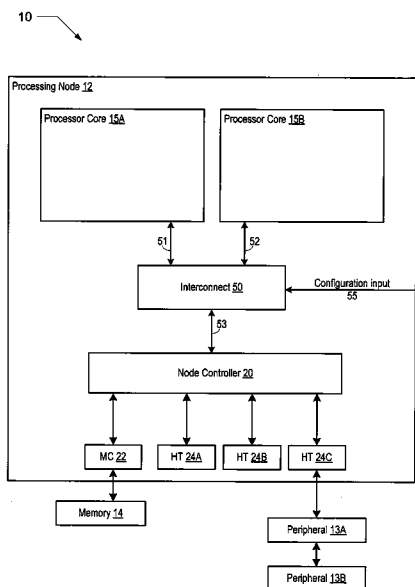 10
Processing Node 12
Processor Core 15A
Processor Core 15B
51
52
Interconnect 50
Configuration input
55
53
Node Controller 20
MC 22
HT 24A
HT 24B
HT 24C
Memory 14
Peripheral 13A
Peripheral 13B